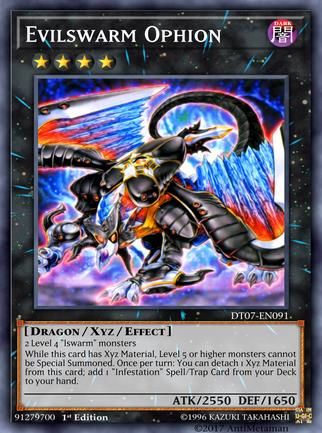 Evilswarm Ophion
DARK
闇
DT07-EN091
[Dragon / Xyz / Effect]
2 Level 4 "lswarm" monsters
While this card has Xyz Material, Level 5 or higher monsters cannot
be Special Summoned. Once per turn: You can detach 1 Xyz Material
from this card; add 1 "Infestation" Spell/Trap Card from your Deck
to your hand.
ATK/2550 DEF/1650
91279700 1st Edition ©1996 KAZUKI TAKAHASHI
©2017 AntiMetaman